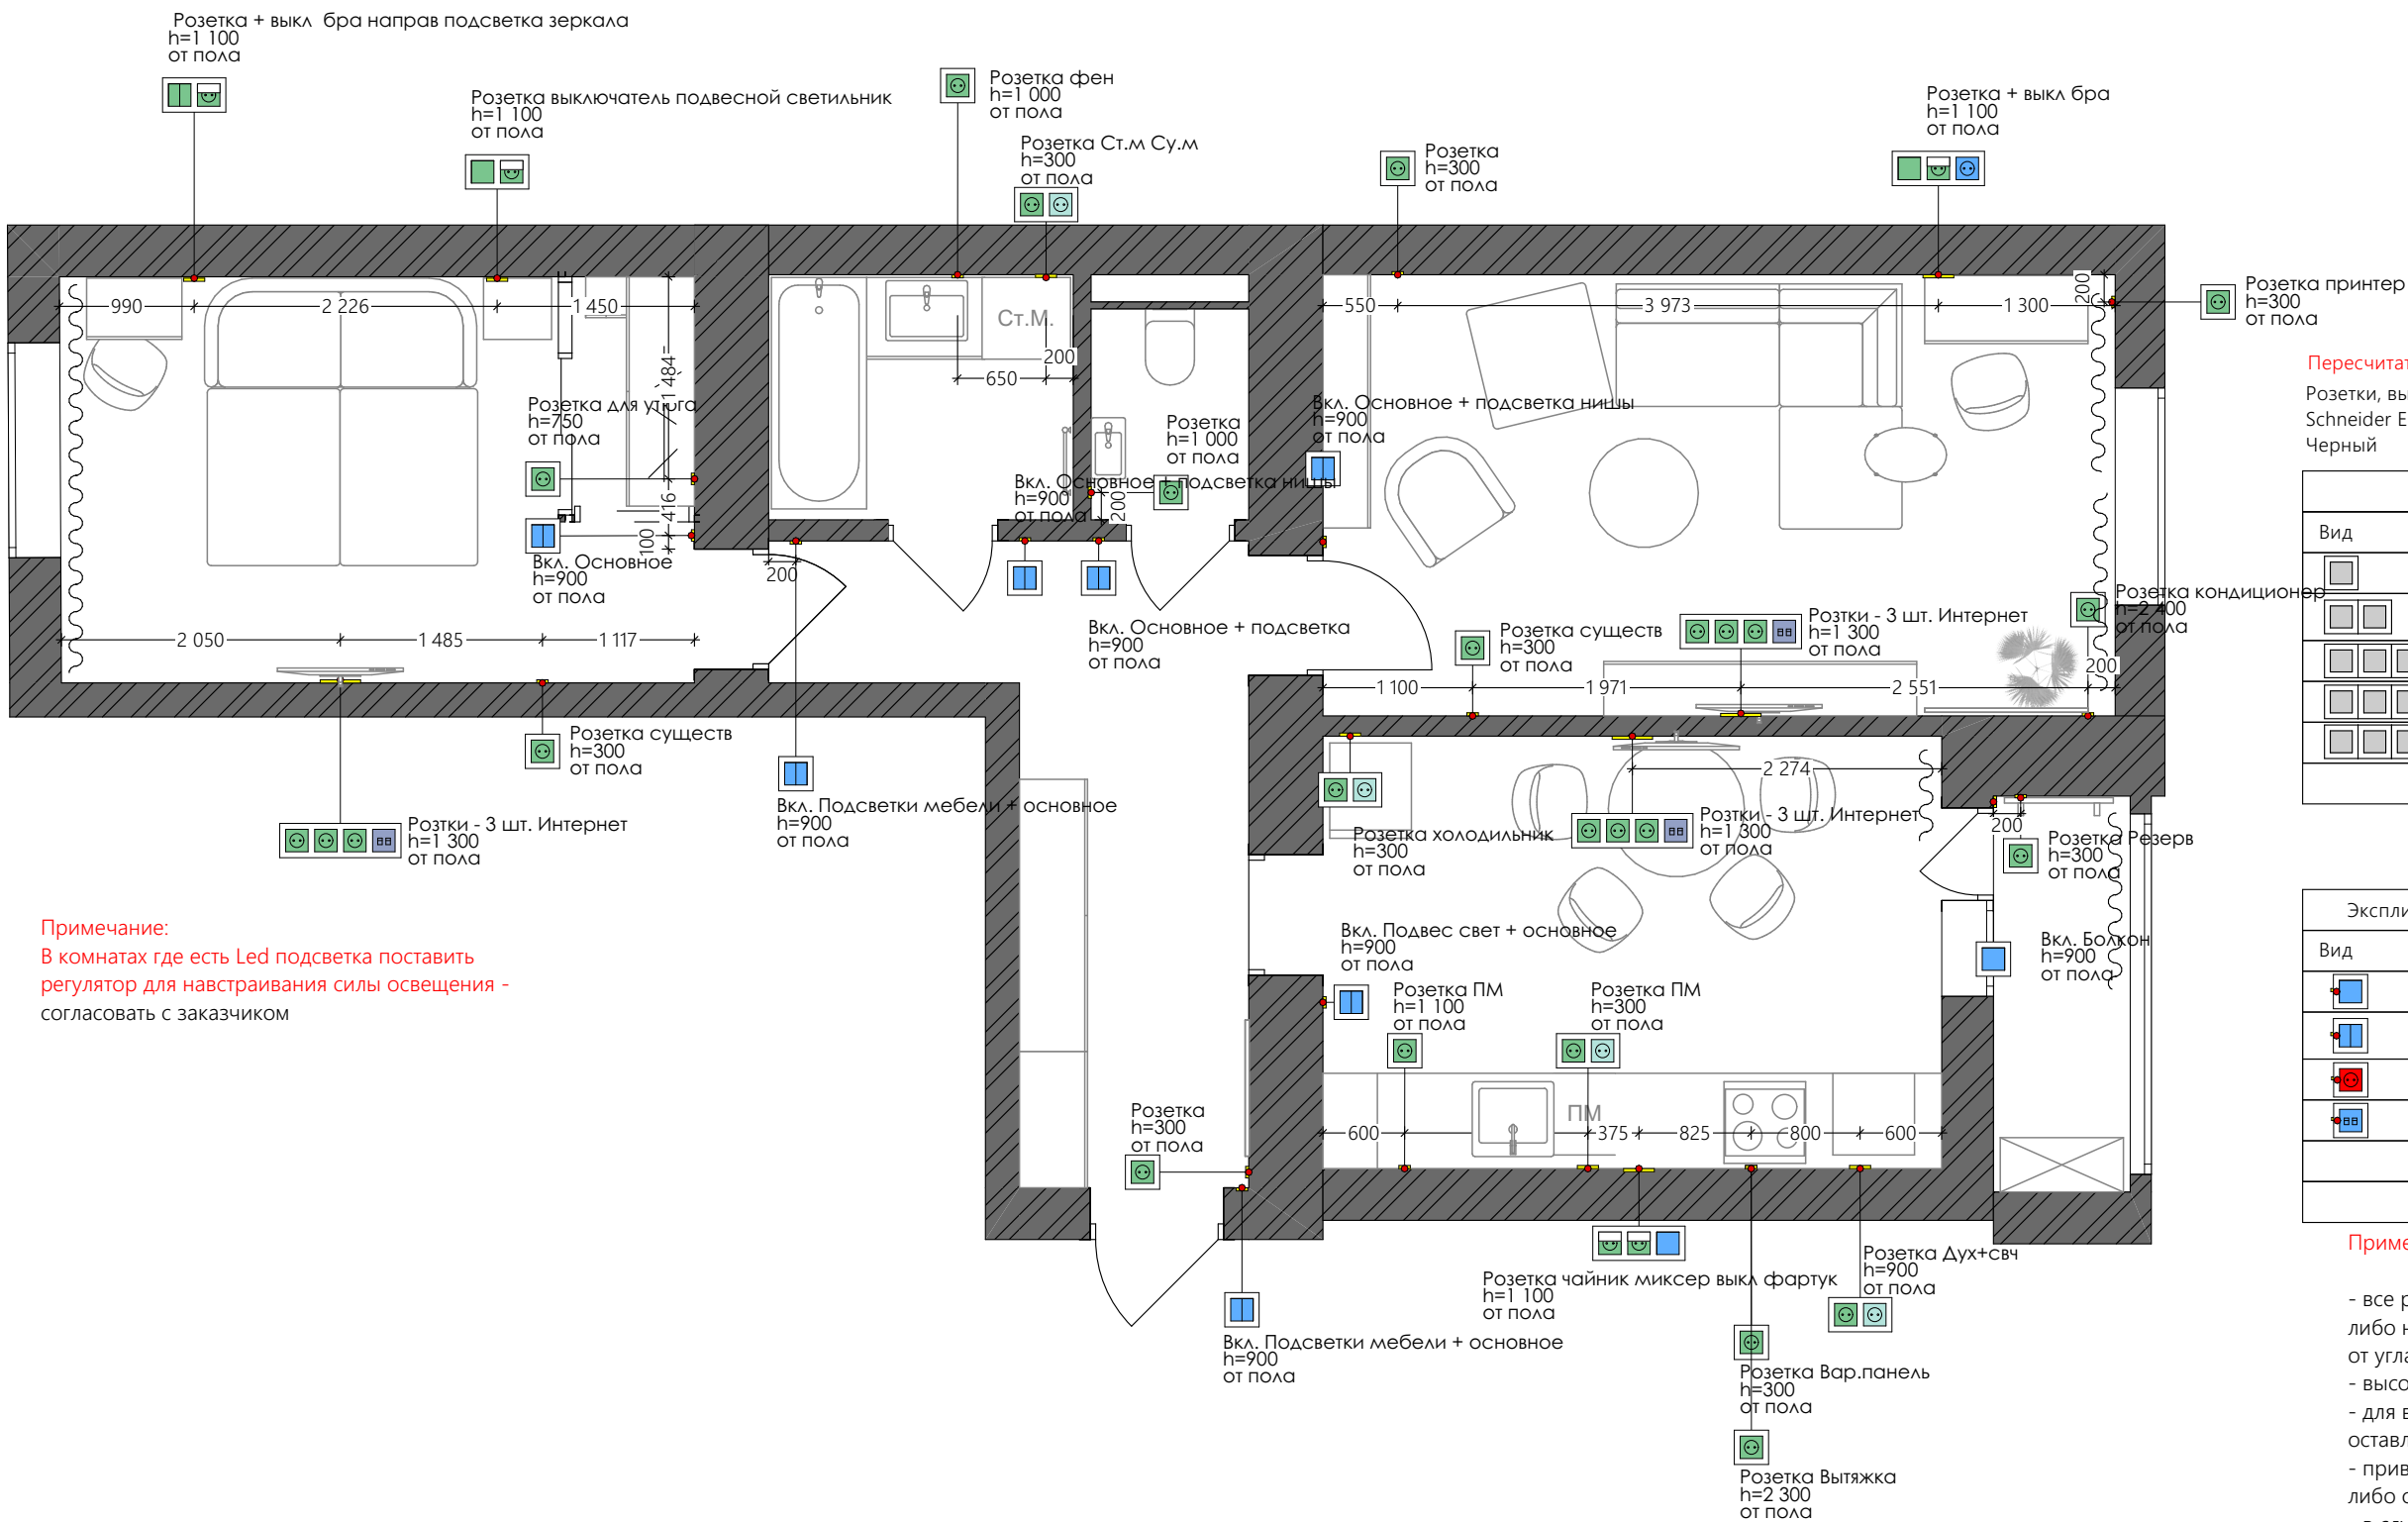 Розетка + выкл  бра направ подсветка зеркала
h=1 100
от пола
Розетка выключатель подвесной светильник
h=1 100
от пола
Розетка фен
h=1 000
от пола
Розетка Ст.м Су.м
h=300
от пола
Розетка
h=300
от пола
Розетка + выкл бра
h=1 100
от пола
Розетка принтер
h=300
от пола
990
2 226
1 450
Ст.М.
200
650
550
3 973
1 300
200
1 484
Розетка для утюга
h=750
от пола
Розетка
h=1 000
от пола
Вкл. Основное + подсветка нишы
h=900
от пола
Вкл. Основное + подсветка нишы
h=900
от пола
200
416
100
Вкл. Основное
h=900
от пола
200
Вкл. Основное + подсветка
h=900
от пола
2 050
1 485
1 117
Розетка существ
h=300
от пола
Розтки - 3 шт. Интернет
h=1 300
от пола
Розетка кондиционер
h=2 400
от пола
200
1 100
1 971
2 551
Розетка существ
h=300
от пола
Розтки - 3 шт. Интернет
h=1 300
от пола
Вкл. Подсветки мебели + основное
h=900
от пола
2 274
Розетка холодильник
h=300
от пола
Розтки - 3 шт. Интернет
h=1 300
от пола
200
Розетка Резерв
h=300
от пола
Вкл. Подвес свет + основное
h=900
от пола
Вкл. Болкон
h=900
от пола
Розетка ПМ
h=1 100
от пола
Розетка ПМ
h=300
от пола
ПМ
600
375
825
800
600
Розетка
h=300
от пола
Розетка чайник миксер выкл фартук
h=1 100
от пола
Розетка Дух+свч
h=900
от пола
Вкл. Подсветки мебели + основное
h=900
от пола
Розетка Вар.панель
h=300
от пола
Розетка Вытяжка
h=2 300
от пола
Примечание:
В комнатах где есть Led подсветка поставить
регулятор для навстраивания силы освещения -
согласовать с заказчиком
Пересчитат
Розетки, вы
Schneider E
Черный
Вид
Экспли
Вид
Приме
- все р
либо н
от угла
- высо
- для в
оставл
- прив
либо о